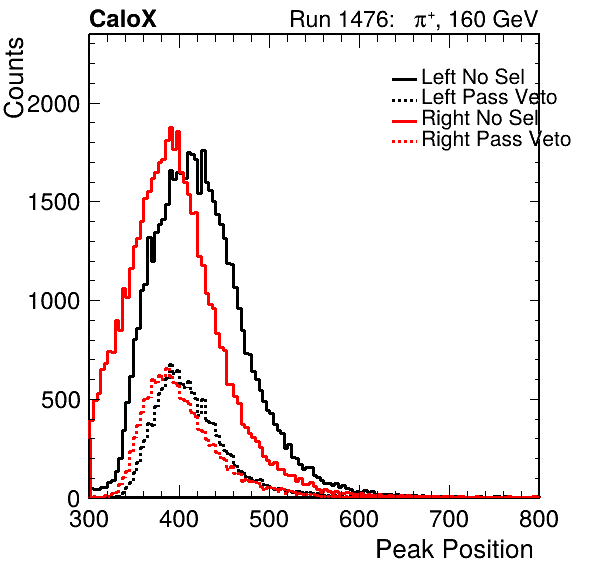 CaloX Run 1476: π⁺, 160 GeV
Counts
Left No Sel
Left Pass Veto
Right No Sel
Right Pass Veto
2000
1500
1000
500
0
300 400 500 600 700 800
Peak Position